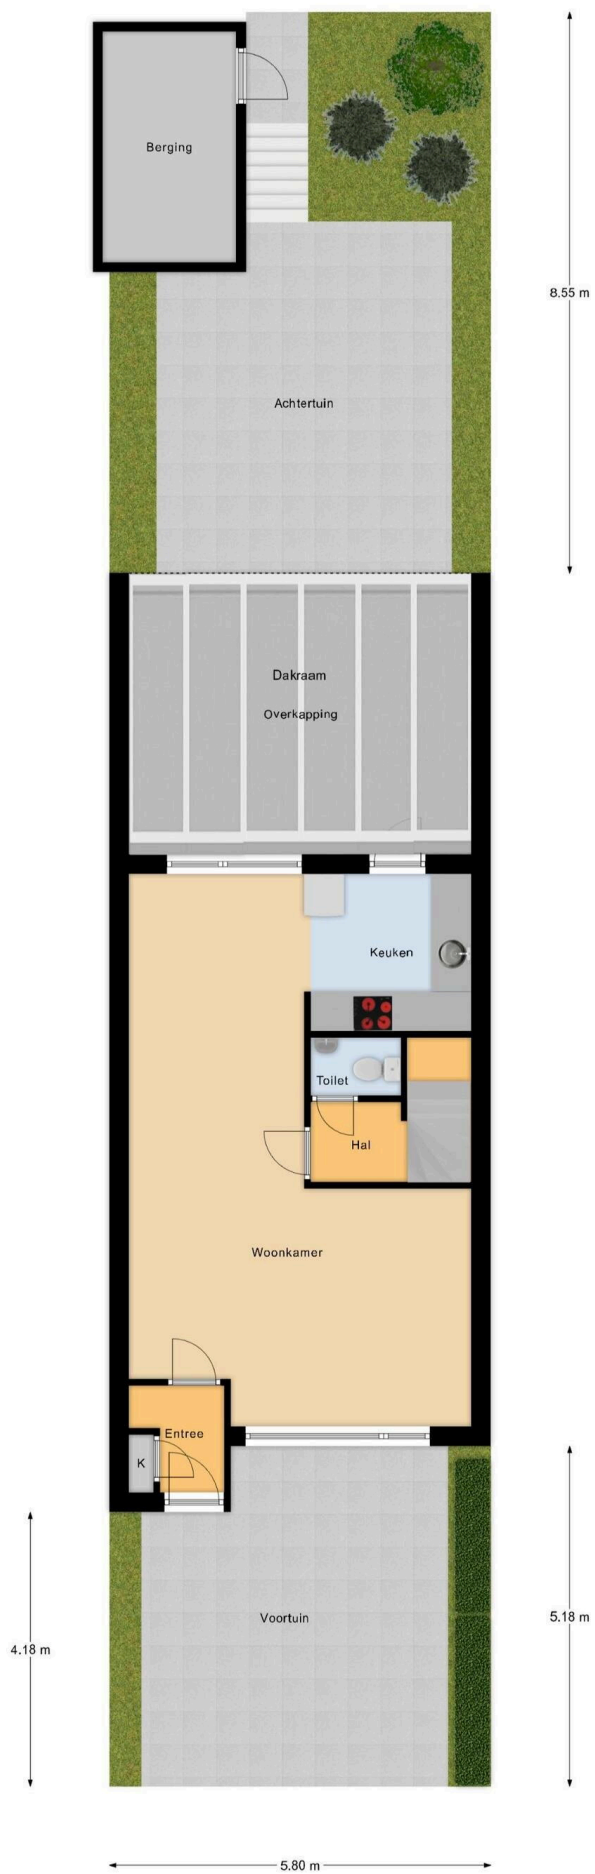 Berging
8.55 m
Achtertuin
Dakraam
Overkapping
Keuken
Toilet
Hal
Woonkamer
Entree
K
Voortuin
5.18 m
4.18 m
5.80 m